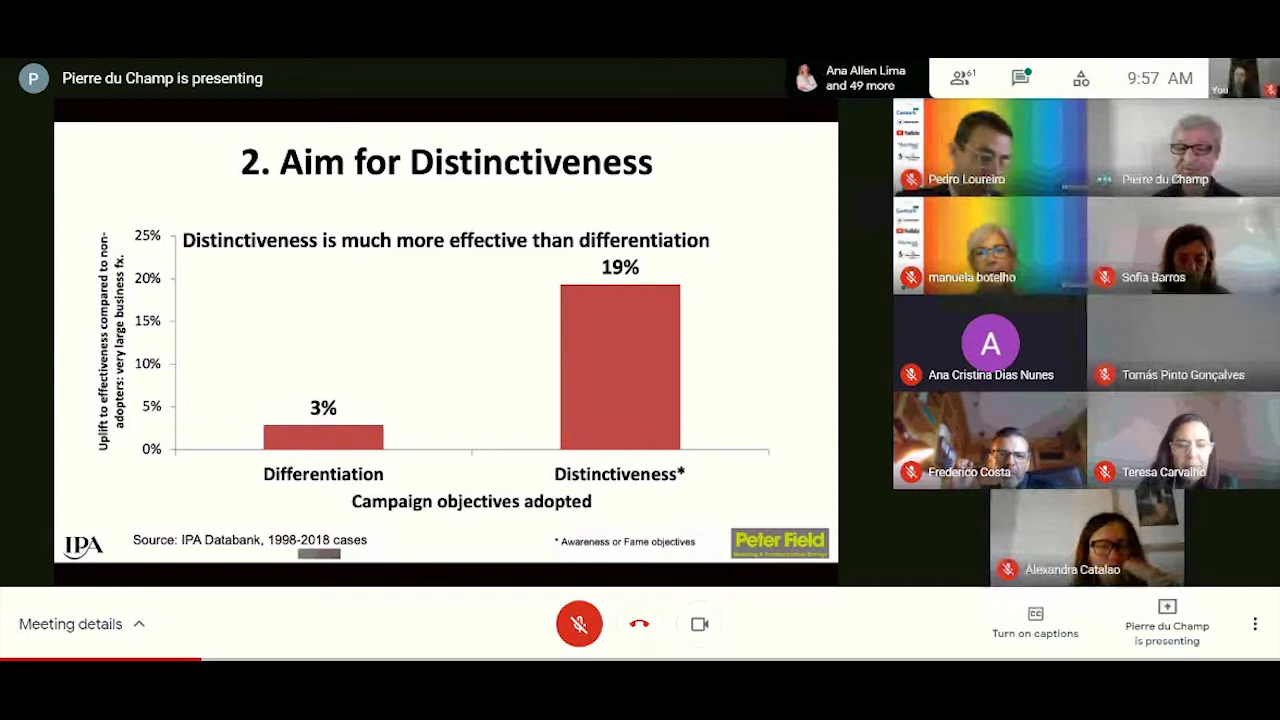 P
Pierre du Champ is presenting
Ana Allen Lima
and 49 more
61
9:57 AM
You
2. Aim for Distinctiveness
Distinctiveness is much more effective than differentiation
Uplift to effectiveness compared to non-
adopters: very large business fx.
25%
20%
15%
10%
5%
0%
3%
19%
Differentiation
Distinctiveness*
Campaign objectives adopted
IPA
Source: IPA Databank, 1998-2018 cases
* Awareness or Fame objectives
Peter Field
Pedro Loureiro
Pierre du Champ
YouTube
manuela botelho
Sofia Barros
YouTube
A
Ana Cristina Dias Nunes
Tomás Pinto Gonçalves
Frederico Costa
Teresa Carvalho
Alexandra Catalao
Meeting details
CC
Turn on captions
Pierre du Champ
is presenting